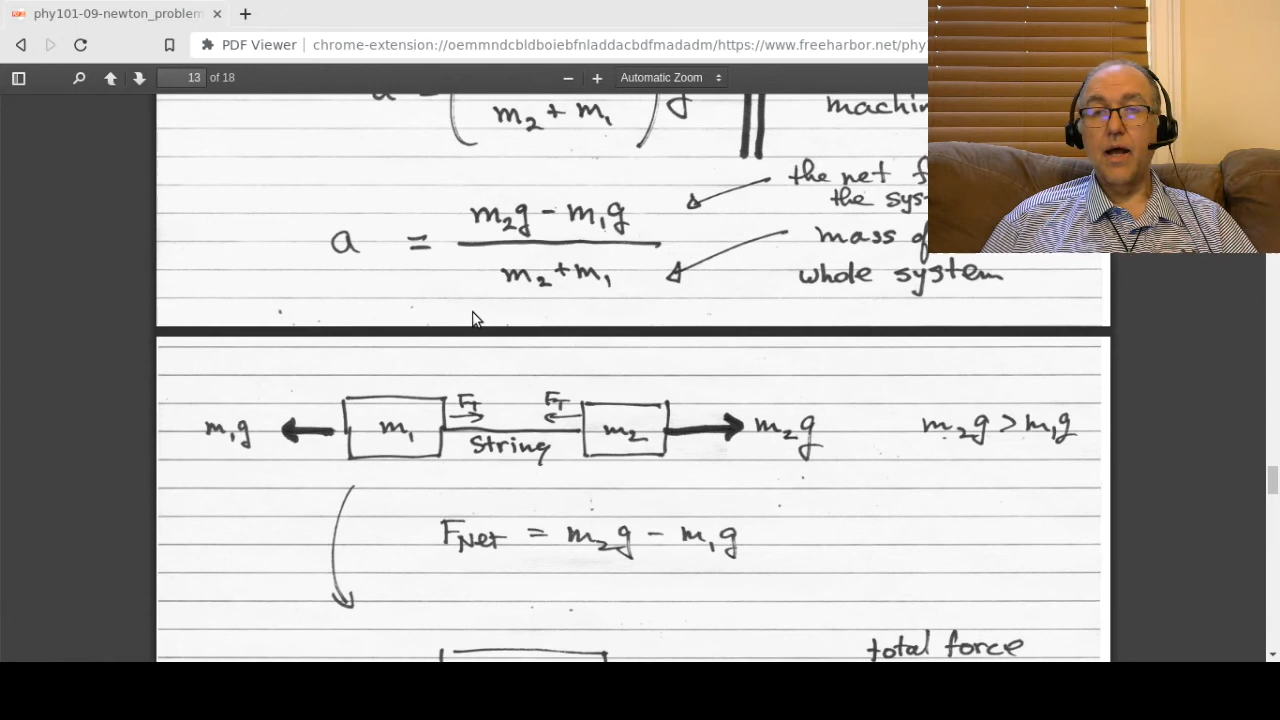 phy101-09-newton_problem
PDF Viewer chrome-extension://oemmndcbldboiebfnladdacbdfmadadm/https://www.freeharbor.net/phy
13 of 18 Automatic Zoom
m₂ + m₁ g
machin
the net f
the sys
a = m₂g - m₁g
m₂ + m₁
mass of
whole system
F_T F_T
m₁g m₁ String m₂ m₂g m₂g > m₁g
F_Net = m₂g - m₁g
total force